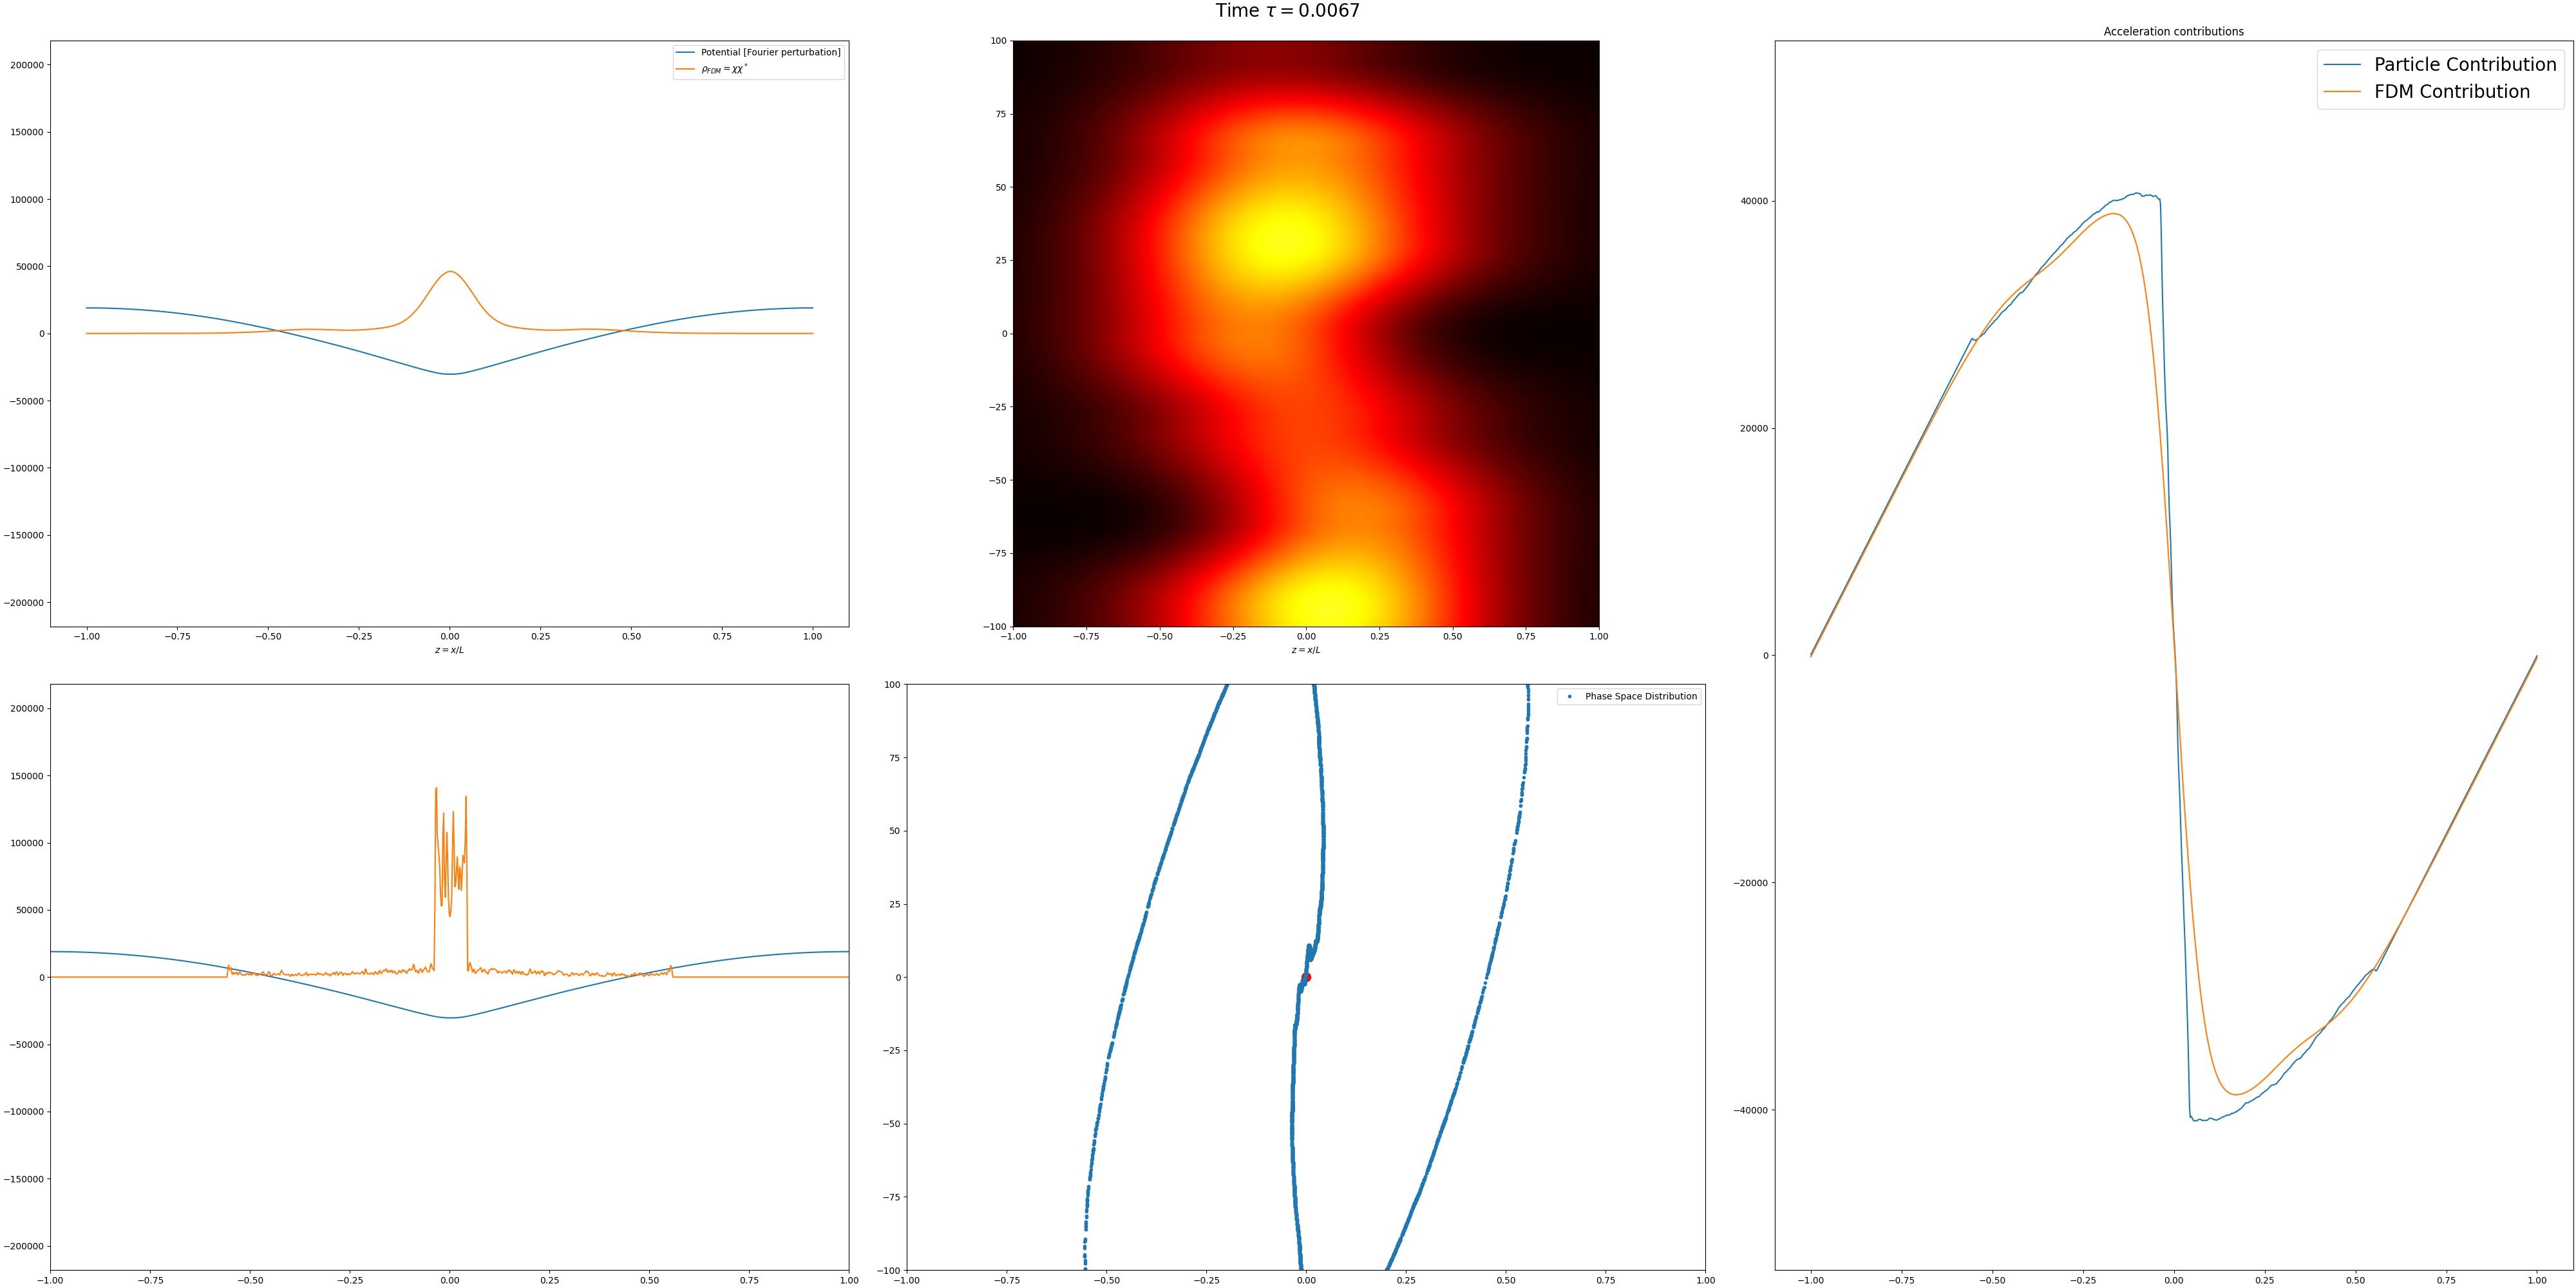 Time τ = 0.0067
Potential [Fourier perturbation]
ρ_FDM = χχ*
200000
150000
100000
50000
0
−50000
−100000
−150000
−200000
−1.00 −0.75 −0.50 −0.25 0.00 0.25 0.50 0.75 1.00
z = x/L
100
75
50
25
0
−25
−50
−75
−100
−1.00 −0.75 −0.50 −0.25 0.00 0.25 0.50 0.75 1.00
z = x/L
Acceleration contributions
Particle Contribution
FDM Contribution
40000
20000
0
−20000
−40000
−1.00 −0.75 −0.50 −0.25 0.00 0.25 0.50 0.75 1.00
200000
150000
100000
50000
0
−50000
−100000
−150000
−200000
−1.00 −0.75 −0.50 −0.25 0.00 0.25 0.50 0.75 1.00
Phase Space Distribution
100
75
50
25
0
−25
−50
−75
−100
−1.00 −0.75 −0.50 −0.25 0.00 0.25 0.50 0.75 1.00